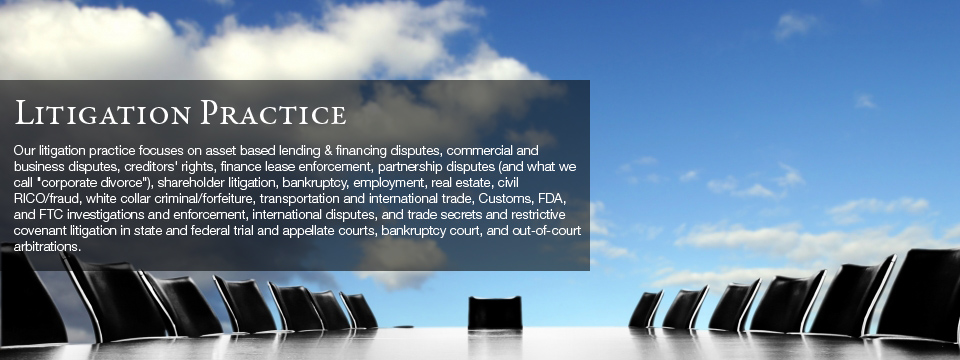 LITIGATION PRACTICE
Our litigation practice focuses on asset based lending & financing disputes, commercial and
business disputes, creditors' rights, finance lease enforcement, partnership disputes (and what we
call "corporate divorce"), shareholder litigation, bankruptcy, employment, real estate, civil
RICO/fraud, white collar criminal/forfeiture, transportation and international trade, Customs, FDA,
and FTC investigations and enforcement, international disputes, and trade secrets and restrictive
covenant litigation in state and federal trial and appellate courts, bankruptcy court, and out-of-court
arbitrations.